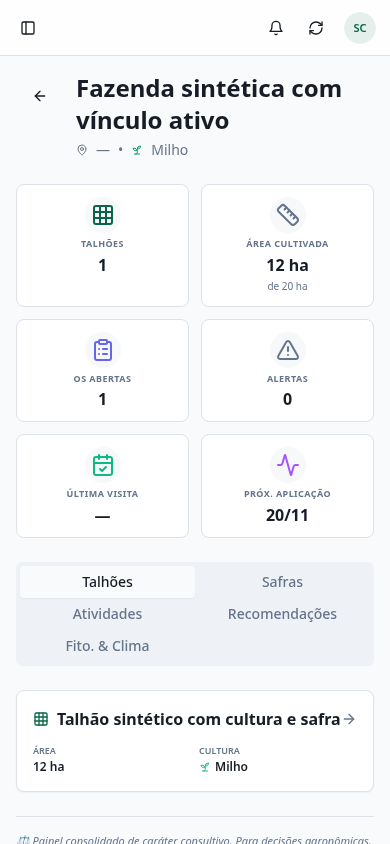 SC
Fazenda sintética com
vínculo ativo
— • Milho
TALHÕES
1
ÁREA CULTIVADA
12 ha
de 20 ha
OS ABERTAS
1
ALERTAS
0
ÚLTIMA VISITA
—
PRÓX. APLICAÇÃO
20/11
Talhões
Safras
Atividades
Recomendações
Fito. & Clima
Talhão sintético com cultura e safra
ÁREA
12 ha
CULTURA
Milho
Painel consolidado de caráter consultivo. Para decisões agronômicas,